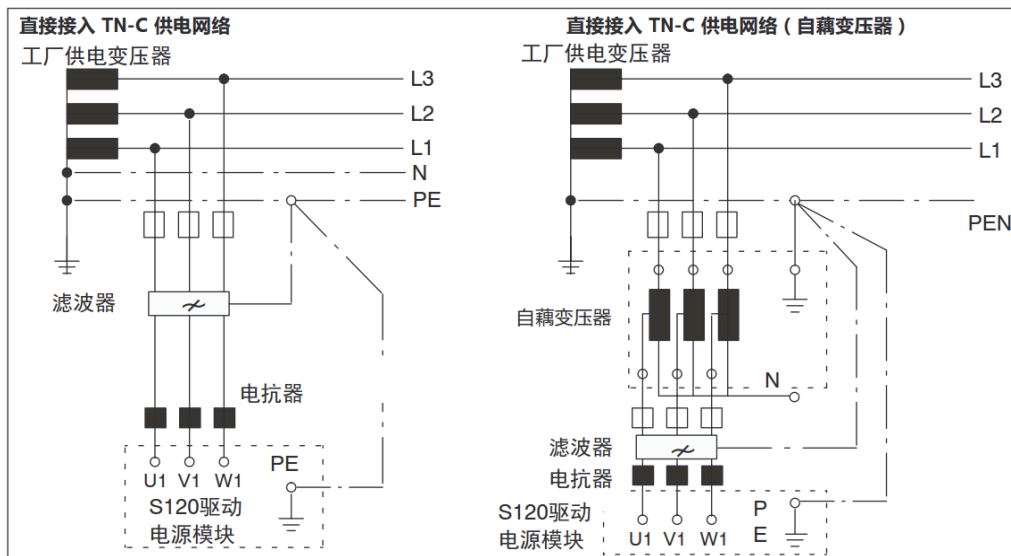 直接接入 TN-C 供电网络
工厂供电变压器
L3
L2
L1
N
PE
滤波器
电抗器
PE
U1 V1 W1
S120驱动
电源模块
直接接入 TN-C 供电网络（自藕变压器）
工厂供电变压器
L3
L2
L1
PEN
自藕变压器
N
滤波器
电抗器
S120驱动
电源模块
U1 V1 W1
P
E